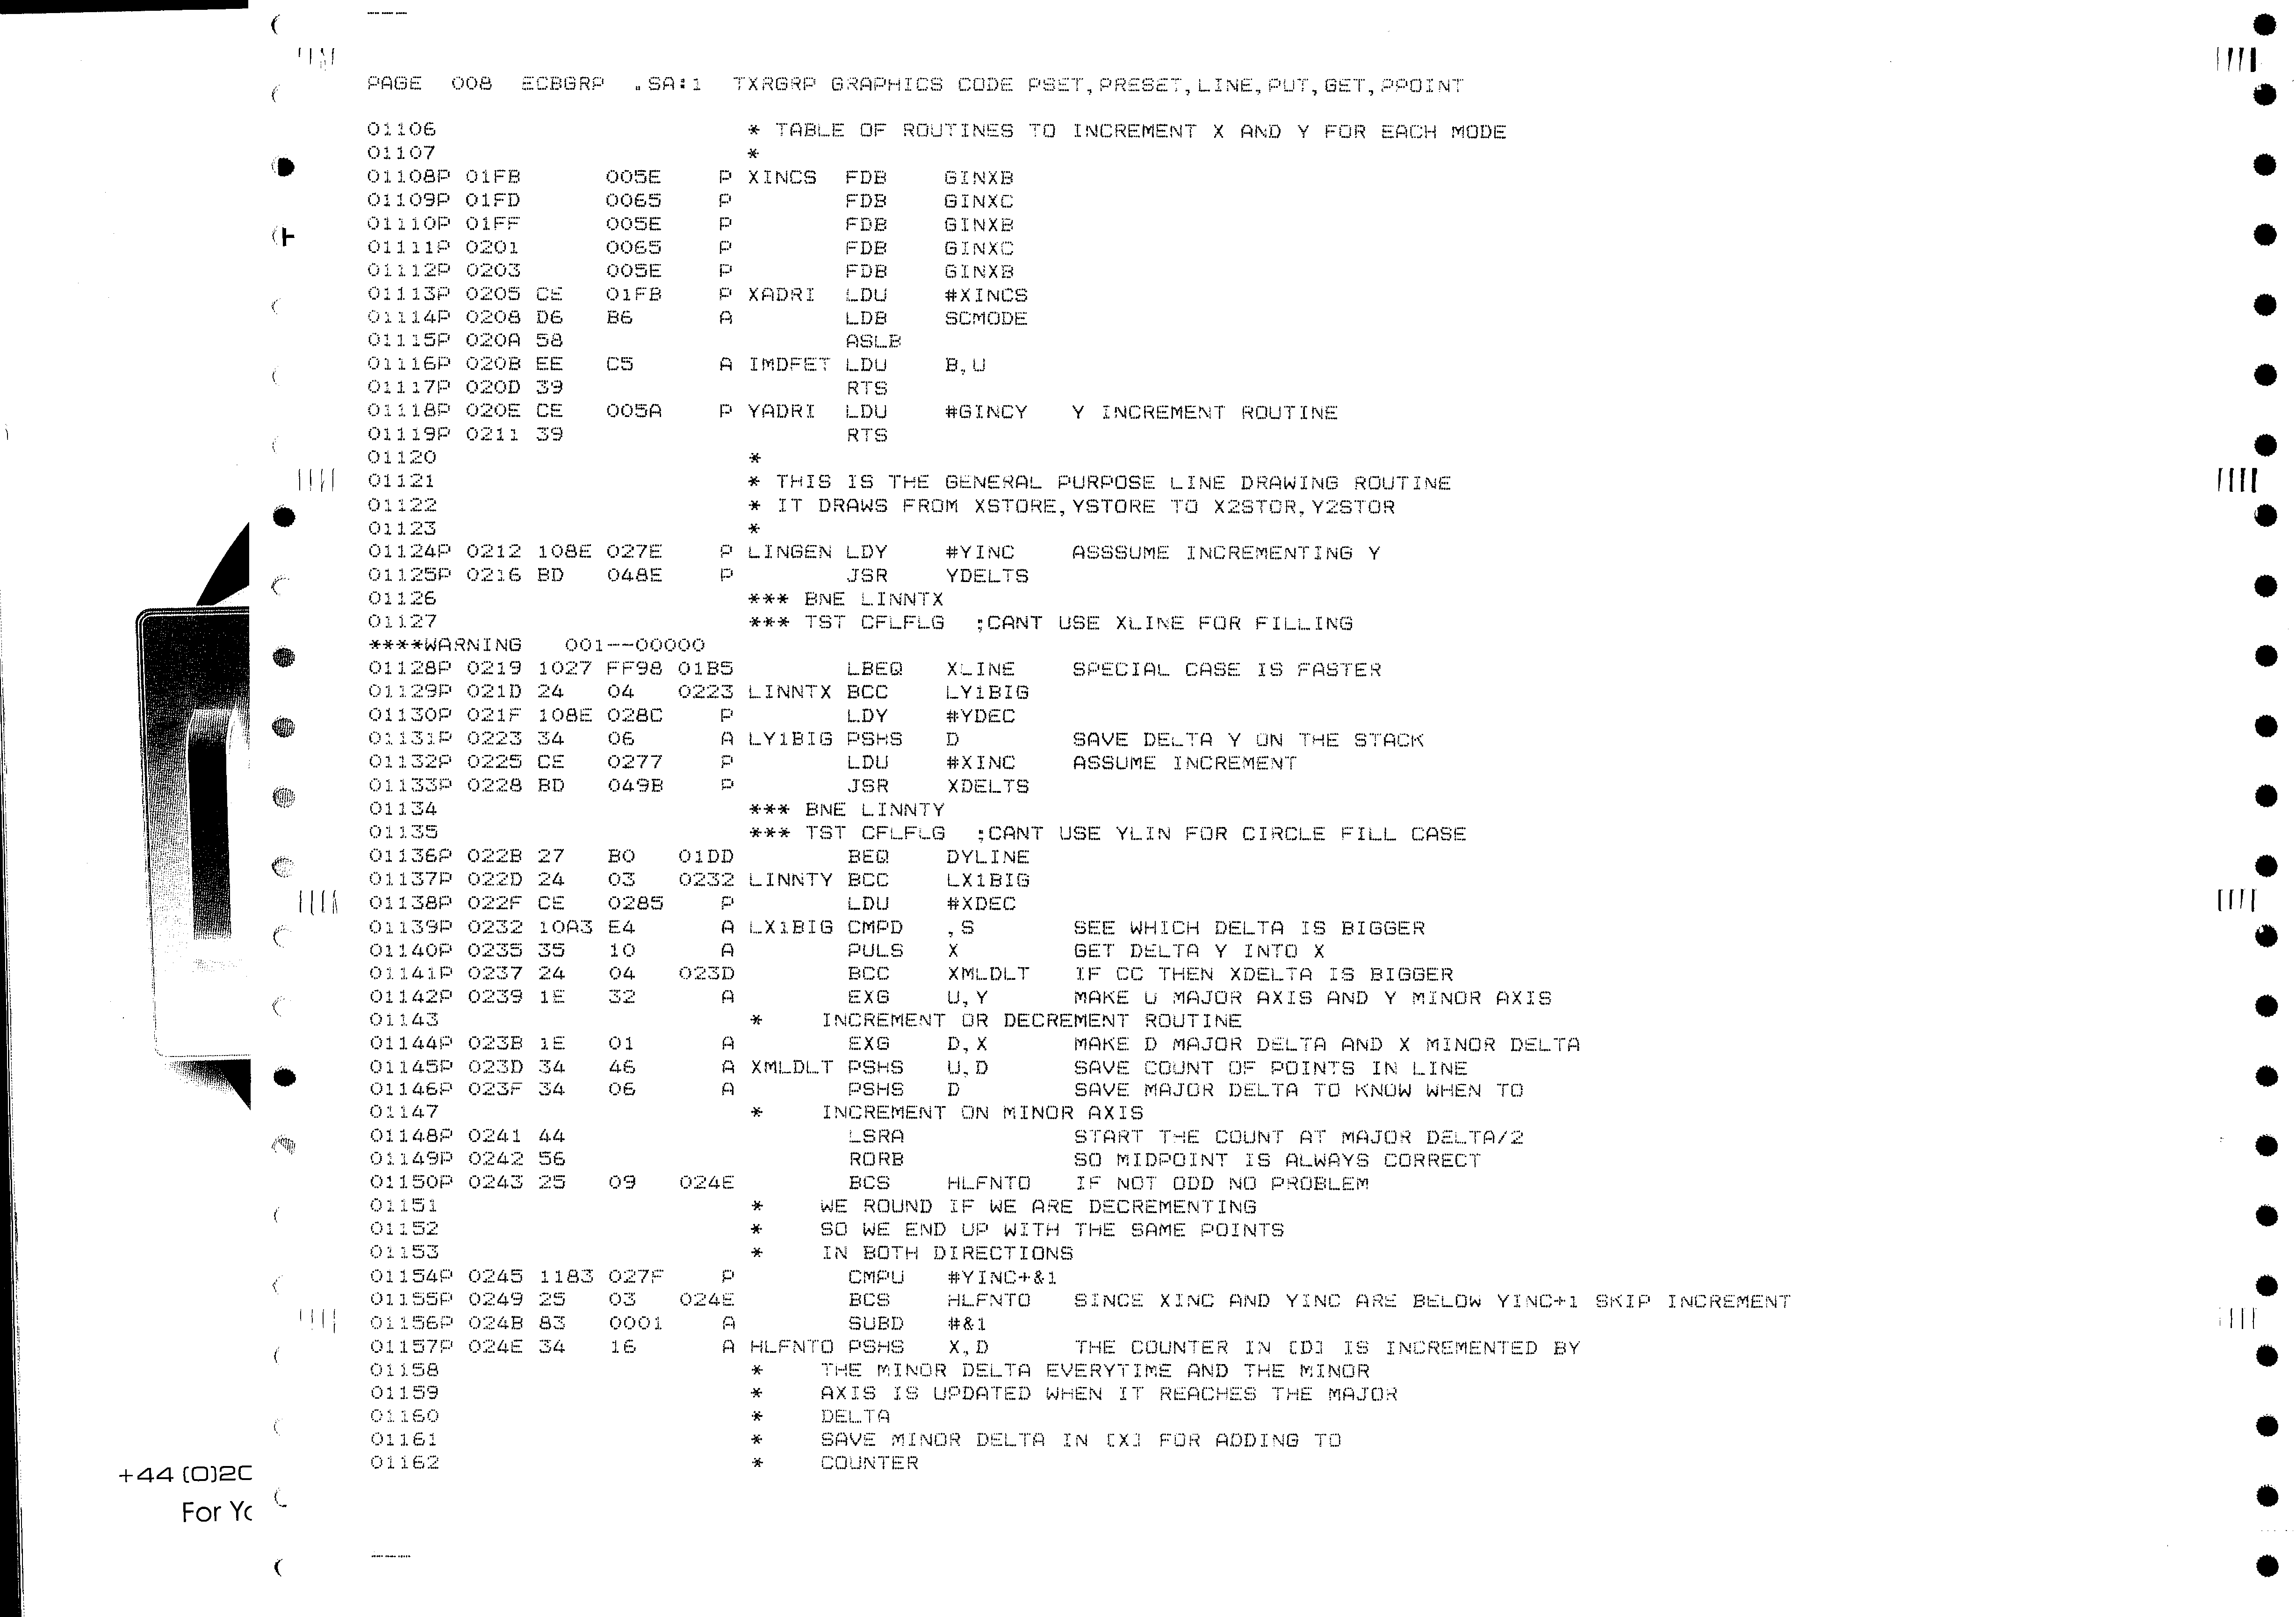 PAGE 008 ECBGRP .SA:1 TXRGRP GRAPHICS CODE PSET,PRESET,LINE,PUT,GET,PPOINT
01106 * TABLE OF ROUTINES TO INCREMENT X AND Y FOR EACH MODE
01107 *
01108P 01FB 005E P XINCS FDB GINXB
01109P 01FD 0065 P FDB GINXC
01110P 01FF 005E P FDB GINXB
01111P 0201 0065 P FDB GINXC
01112P 0203 005E P FDB GINXB
01113P 0205 CE 01FB P XADRI LDU #XINCS
01114P 0208 D6 B6 A LDB SCMODE
01115P 020A 58 ASLB
01116P 020B EE C5 A IMDFET LDU B,U
01117P 020D 39 RTS
01118P 020E CE 005A P YADRI LDU #GINCY Y INCREMENT ROUTINE
01119P 0211 39 RTS
01120 *
01121 * THIS IS THE GENERAL PURPOSE LINE DRAWING ROUTINE
01122 * IT DRAWS FROM XSTORE,YSTORE TO X2STOR,Y2STOR
01123 *
01124P 0212 108E 027E P LINGEN LDY #YINC ASSSUME INCREMENTING Y
01125P 0216 BD 048E P JSR YDELTS
01126 *** BNE LINNTX
01127 *** TST CFLFLG ;CANT USE XLINE FOR FILLING
****WARNING 001--00000
01128P 0219 1027 FF98 01B5 LBEQ XLINE SPECIAL CASE IS FASTER
01129P 021D 24 04 0223 LINNTX BCC LY1BIG
01130P 021F 108E 028C P LDY #YDEC
01131P 0223 34 06 A LY1BIG PSHS D SAVE DELTA Y ON THE STACK
01132P 0225 CE 0277 P LDU #XINC ASSUME INCREMENT
01133P 0228 BD 049B P JSR XDELTS
01134 *** BNE LINNTY
01135 *** TST CFLFLG ;CANT USE YLIN FOR CIRCLE FILL CASE
01136P 022B 27 B0 01DD BEQ DYLINE
01137P 022D 24 03 0232 LINNTY BCC LX1BIG
01138P 022F CE 0285 P LDU #XDEC
01139P 0232 10A3 E4 A LX1BIG CMPD ,S SEE WHICH DELTA IS BIGGER
01140P 0235 35 10 A PULS X GET DELTA Y INTO X
01141P 0237 24 04 023D BCC XMLDLT IF CC THEN XDELTA IS BIGGER
01142P 0239 1E 32 A EXG U,Y MAKE U MAJOR AXIS AND Y MINOR AXIS
01143 * INCREMENT OR DECREMENT ROUTINE
01144P 023B 1E 01 A EXG D,X MAKE D MAJOR DELTA AND X MINOR DELTA
01145P 023D 34 46 A XMLDLT PSHS U,D SAVE COUNT OF POINTS IN LINE
01146P 023F 34 06 A PSHS D SAVE MAJOR DELTA TO KNOW WHEN TO
01147 * INCREMENT ON MINOR AXIS
01148P 0241 44 LSRA START THE COUNT AT MAJOR DELTA/2
01149P 0242 56 RORB SO MIDPOINT IS ALWAYS CORRECT
01150P 0243 25 09 024E BCS HLFNTO IF NOT ODD NO PROBLEM
01151 * WE ROUND IF WE ARE DECREMENTING
01152 * SO WE END UP WITH THE SAME POINTS
01153 * IN BOTH DIRECTIONS
01154P 0245 1183 027F P CMPU #YINC+&1
01155P 0249 25 03 024E BCS HLFNTO SINCE XINC AND YINC ARE BELOW YINC+1 SKIP INCREMENT
01156P 024B 83 0001 A SUBD #&1
01157P 024E 34 16 A HLFNTO PSHS X,D THE COUNTER IN [D] IS INCREMENTED BY
01158 * THE MINOR DELTA EVERYTIME AND THE MINOR
01159 * AXIS IS UPDATED WHEN IT REACHES THE MAJOR
01160 * DELTA
01161 * SAVE MINOR DELTA IN [X] FOR ADDING TO
01162 * COUNTER
+44 (0)20
For Yo